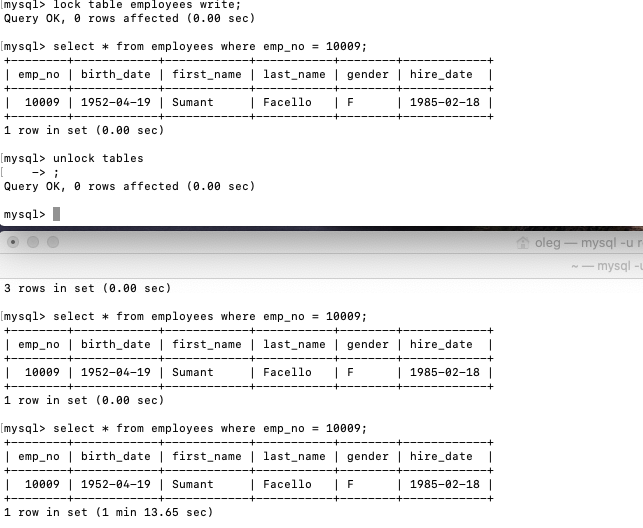 mysql> lock table employees write;
Query OK, 0 rows affected (0.00 sec)
mysql> select * from employees where emp_no = 10009;
+--------+------------+------------+-----------+--------+------------+
| emp_no | birth_date | first_name | last_name | gender | hire_date  |
+--------+------------+------------+-----------+--------+------------+
|  10009 | 1952-04-19 | Sumant     | Facello   | F      | 1985-02-18 |
+--------+------------+------------+-----------+--------+------------+
1 row in set (0.00 sec)
mysql> unlock tables
    -> ;
Query OK, 0 rows affected (0.00 sec)
mysql>
oleg — mysql -u r
~ — mysql -u
3 rows in set (0.00 sec)
mysql> select * from employees where emp_no = 10009;
+--------+------------+------------+-----------+--------+------------+
| emp_no | birth_date | first_name | last_name | gender | hire_date  |
+--------+------------+------------+-----------+--------+------------+
|  10009 | 1952-04-19 | Sumant     | Facello   | F      | 1985-02-18 |
+--------+------------+------------+-----------+--------+------------+
1 row in set (0.00 sec)
mysql> select * from employees where emp_no = 10009;
+--------+------------+------------+-----------+--------+------------+
| emp_no | birth_date | first_name | last_name | gender | hire_date  |
+--------+------------+------------+-----------+--------+------------+
|  10009 | 1952-04-19 | Sumant     | Facello   | F      | 1985-02-18 |
+--------+------------+------------+-----------+--------+------------+
1 row in set (1 min 13.65 sec)